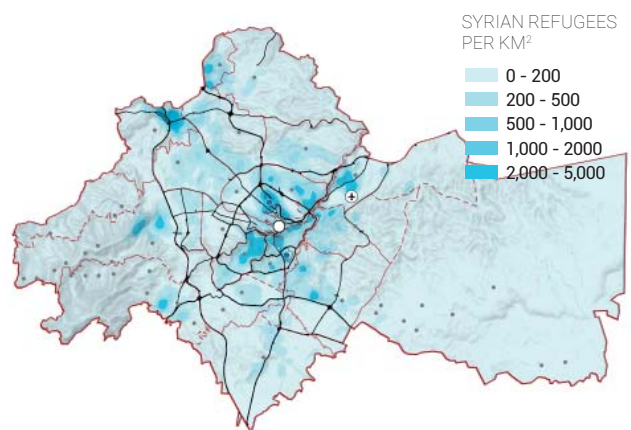 SYRIAN REFUGEES
PER KM²
0 - 200
200 - 500
500 - 1,000
1,000 - 2000
2,000 - 5,000